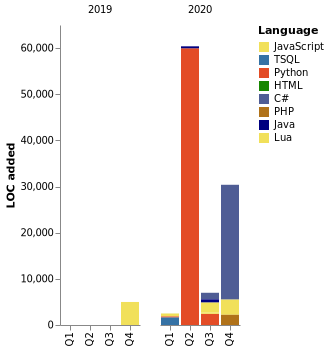 2019 2020
LOC added
60,000
50,000
40,000
30,000
20,000
10,000
0
Q1 Q2 Q3 Q4 Q1 Q2 Q3 Q4
Language
JavaScript
TSQL
Python
HTML
C#
PHP
Java
Lua